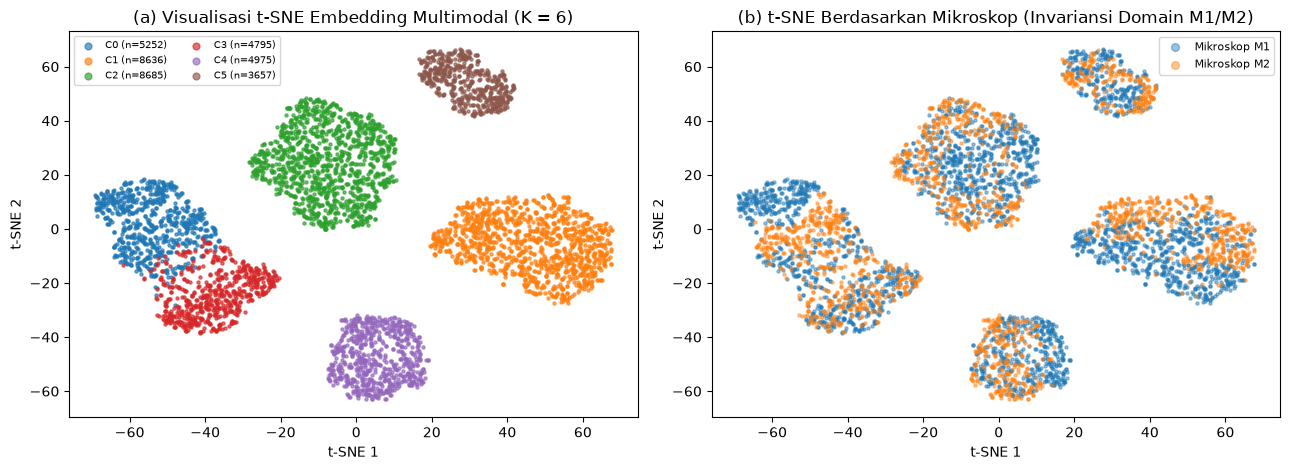 (a) Visualisasi t-SNE Embedding Multimodal (K = 6)
C0 (n=5252)
C1 (n=8636)
C2 (n=8685)
C3 (n=4795)
C4 (n=4975)
C5 (n=3657)
60
40
20
0
−20
−40
−60
t-SNE 2
−60 −40 −20 0 20 40 60
t-SNE 1
(b) t-SNE Berdasarkan Mikroskop (Invariansi Domain M1/M2)
Mikroskop M1
Mikroskop M2
60
40
20
0
−20
−40
−60
t-SNE 2
−60 −40 −20 0 20 40 60
t-SNE 1